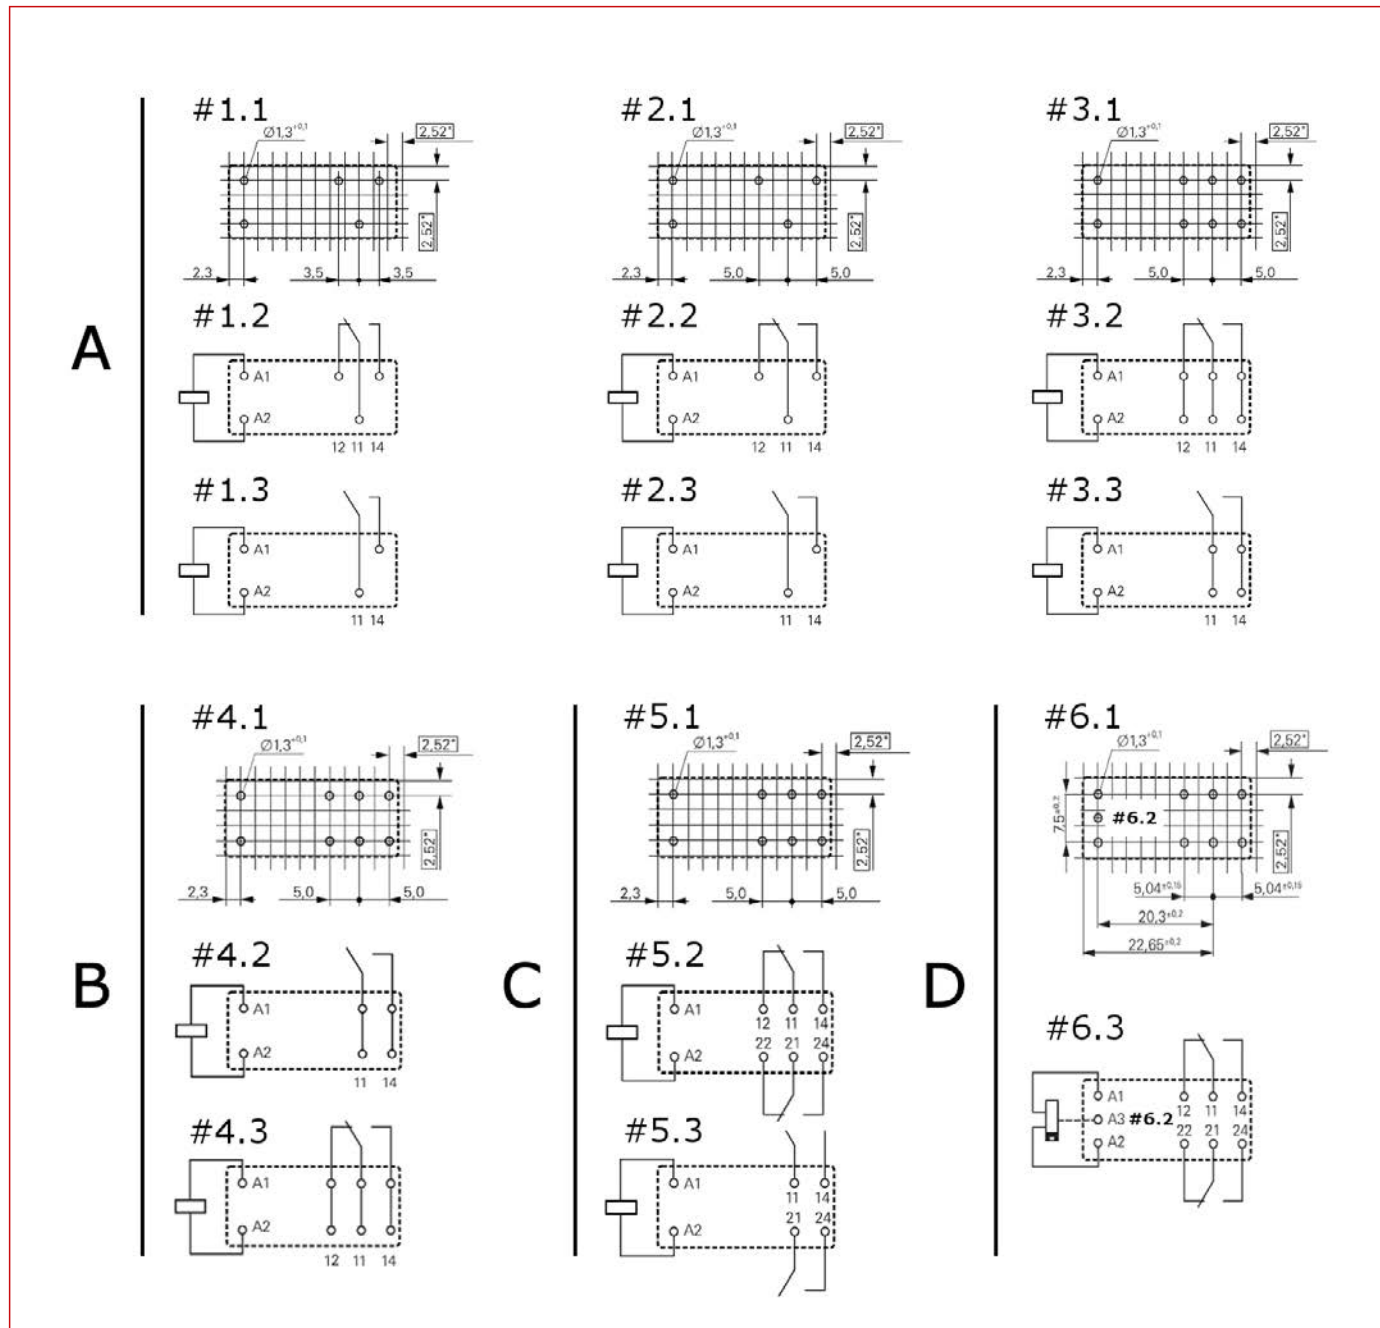 #1.1
#2.1
#3.1
Ø1,3+0,1
2,52*
Ø1,3+0,1
2,52*
Ø1,3+0,1
2,52*
2,52*
2,52*
2,52*
2,3
3,5
3,5
2,3
5,0
5,0
2,3
5,0
5,0
A
#1.2
#2.2
#3.2
A1
A2
12 11 14
A1
A2
12 11 14
A1
A2
12 11 14
#1.3
#2.3
#3.3
A1
A2
11 14
A1
A2
11 14
A1
A2
11 14
B
#4.1
Ø1,3+0,1
2,52*
2,52*
2,3
5,0
5,0
#4.2
A1
A2
11 14
#4.3
A1
A2
12 11 14
C
#5.1
Ø1,3+0,1
2,52*
2,52*
2,3
5,0
5,0
#5.2
A1
12 11 14
22 21 24
A2
#5.3
A1
11 14
21 24
A2
D
#6.1
Ø1,3+0,1
2,52*
7,5±0,2
#6.2
2,52*
5,04±0,15
5,04±0,15
20,3±0,2
22,65±0,2
#6.3
A1
12 11 14
A3 #6.2
22 21 24
A2